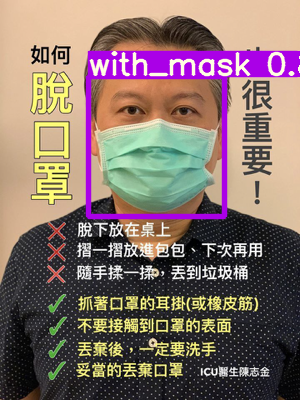 如何
脫口罩
很重要！
with_mask 0.
脫下放在桌上
摺一摺放進包包、下次再用
隨手揉一揉，丟到垃圾桶
抓著口罩的耳掛(或橡皮筋)
不要接觸到口罩的表面
丟棄後，一定要洗手
妥當的丟棄口罩
ICU醫生陳志金